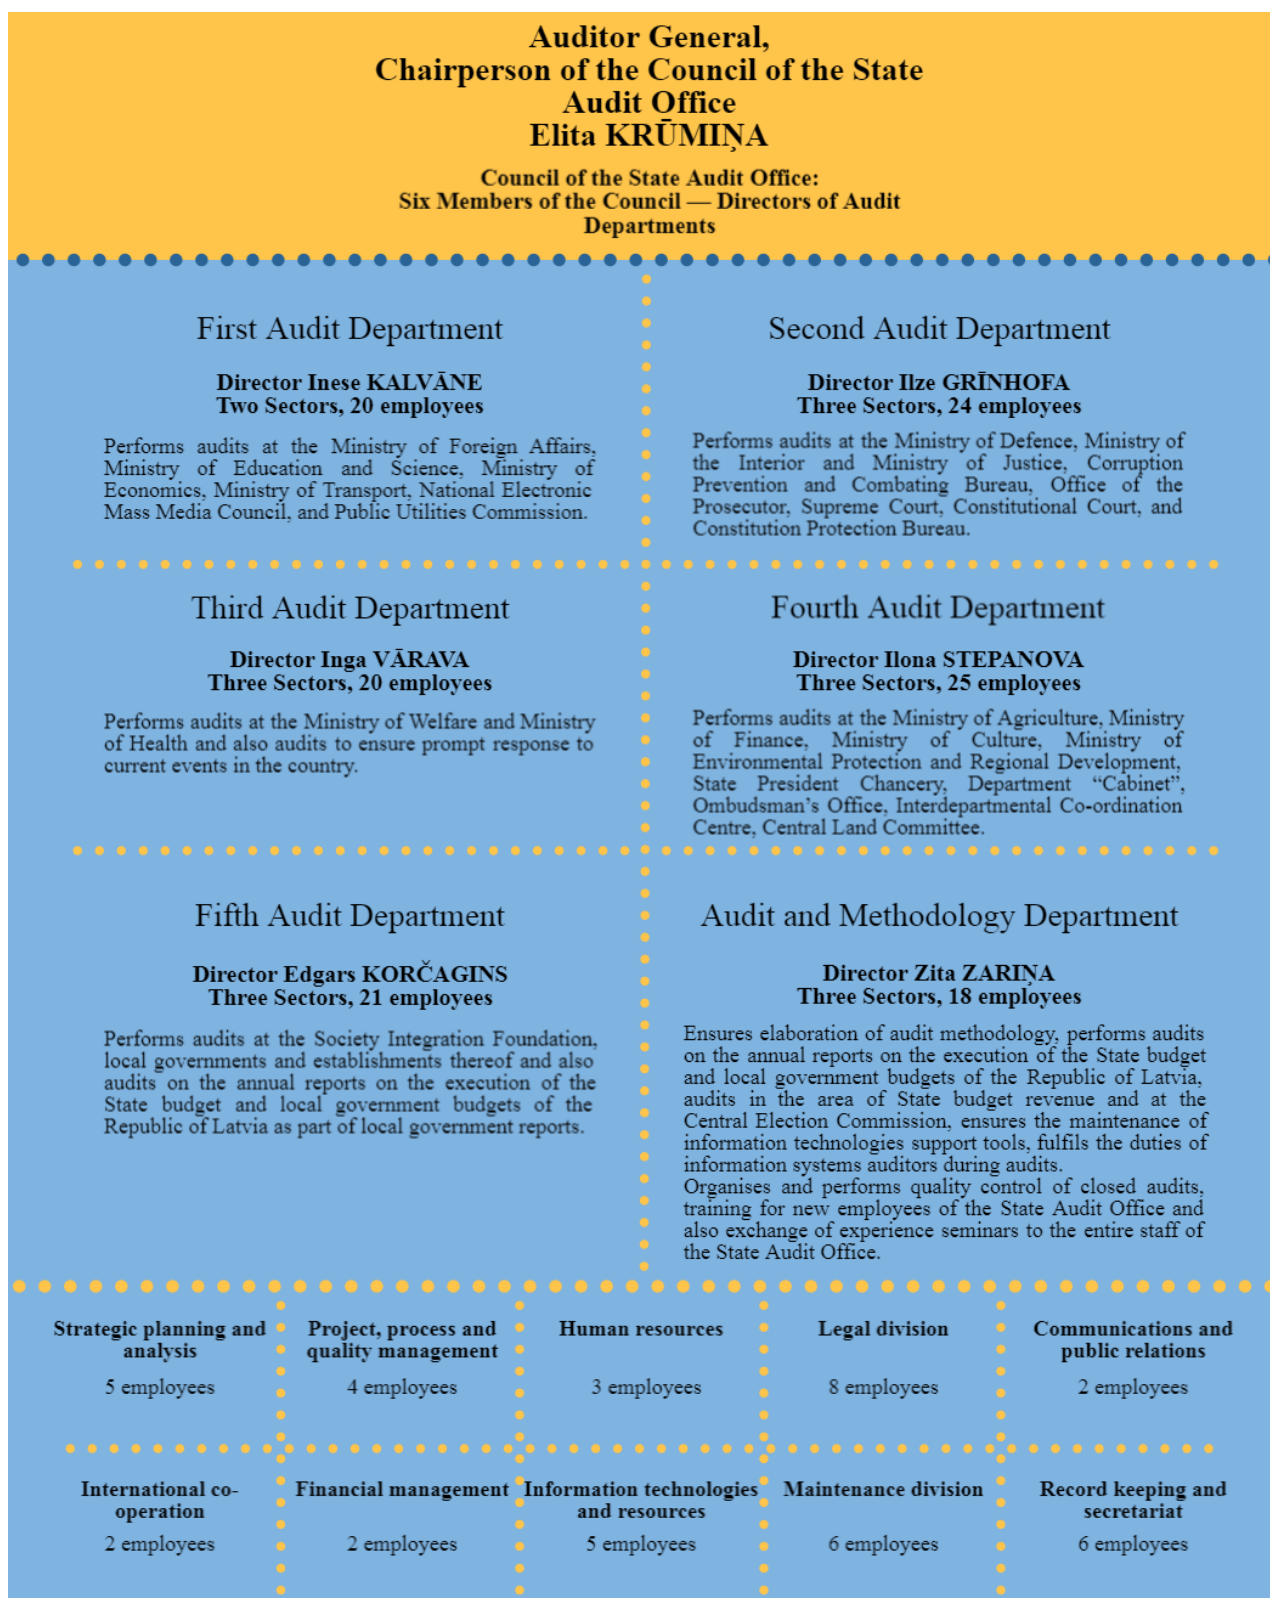 Auditor General,
Chairperson of the Council of the State
Audit Office
Elita KRŪMIŅA
Council of the State Audit Office:
Six Members of the Council — Directors of Audit
Departments
First Audit Department
Director Inese KALVĀNE
Two Sectors, 20 employees
Performs audits at the Ministry of Foreign Affairs,
Ministry of Education and Science, Ministry of
Economics, Ministry of Transport, National Electronic
Mass Media Council, and Public Utilities Commission.
Second Audit Department
Director Ilze GRĪNHOFA
Three Sectors, 24 employees
Performs audits at the Ministry of Defence, Ministry of
the Interior and Ministry of Justice, Corruption
Prevention and Combating Bureau, Office of the
Prosecutor, Supreme Court, Constitutional Court, and
Constitution Protection Bureau.
Third Audit Department
Director Inga VĀRAVA
Three Sectors, 20 employees
Performs audits at the Ministry of Welfare and Ministry
of Health and also audits to ensure prompt response to
current events in the country.
Fourth Audit Department
Director Ilona STEPANOVA
Three Sectors, 25 employees
Performs audits at the Ministry of Agriculture, Ministry
of Finance, Ministry of Culture, Ministry of
Environmental Protection and Regional Development,
State President Chancery, Department “Cabinet”,
Ombudsman’s Office, Interdepartmental Co-ordination
Centre, Central Land Committee.
Fifth Audit Department
Director Edgars KORČAGINS
Three Sectors, 21 employees
Performs audits at the Society Integration Foundation,
local governments and establishments thereof and also
audits on the annual reports on the execution of the
State budget and local government budgets of the
Republic of Latvia as part of local government reports.
Audit and Methodology Department
Director Zita ZARIŅA
Three Sectors, 18 employees
Ensures elaboration of audit methodology, performs audits
on the annual reports on the execution of the State budget
and local government budgets of the Republic of Latvia,
audits in the area of State budget revenue and at the
Central Election Commission, ensures the maintenance of
information technologies support tools, fulfils the duties of
information systems auditors during audits.
Organises and performs quality control of closed audits,
training for new employees of the State Audit Office and
also exchange of experience seminars to the entire staff of
the State Audit Office.
Strategic planning and
analysis
5 employees
Project, process and
quality management
4 employees
Human resources
3 employees
Legal division
8 employees
Communications and
public relations
2 employees
International co-
operation
2 employees
Financial management
2 employees
Information technologies
and resources
5 employees
Maintenance division
6 employees
Record keeping and
secretariat
6 employees